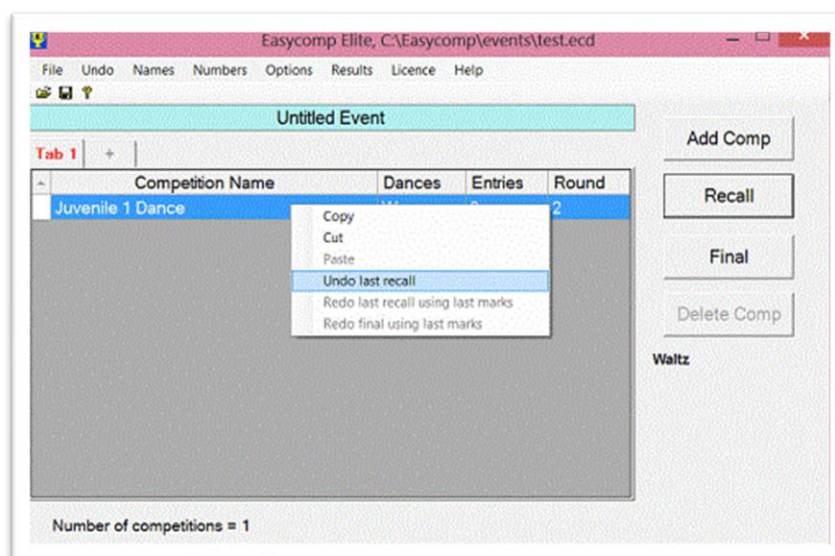 Easycomp Elite, C:\Easycomp\events\test.ecd
File Undo Names Numbers Options Results Licence Help
Untitled Event
Add Comp
Tab 1 +
Competition Name Dances Entries Round
Recall
Juvenile 1 Dance 2
Copy
Cut
Paste
Final
Undo last recall
Redo last recall using last marks
Delete Comp
Redo final using last marks
Waltz
Number of competitions = 1